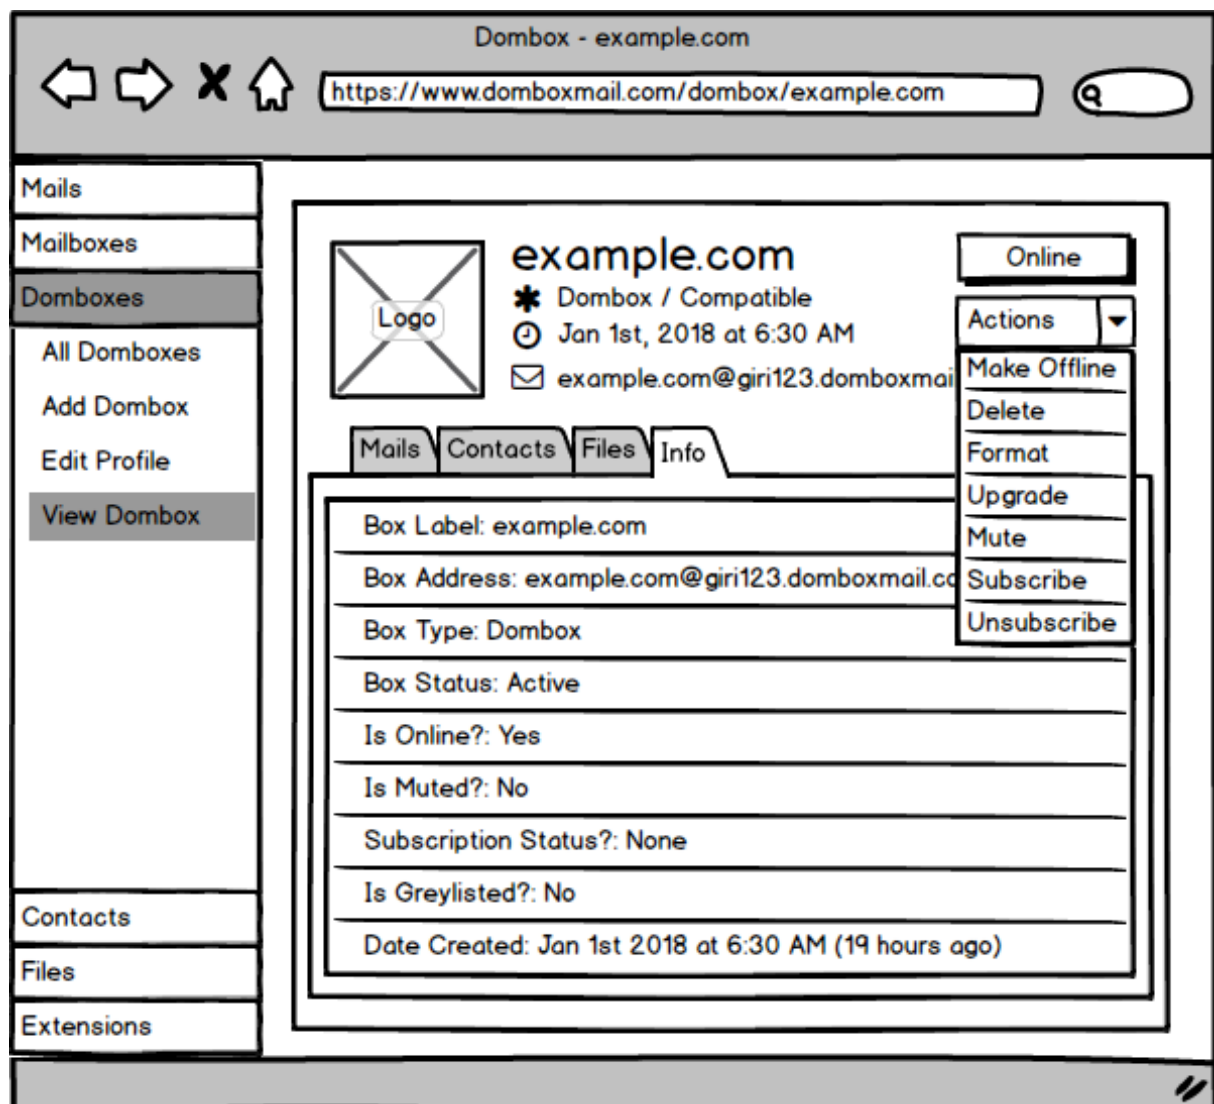 Dombox - example.com
https://www.domboxmail.com/dombox/example.com
Mails
Mailboxes
Domboxes
All Domboxes
Add Dombox
Edit Profile
View Dombox
Contacts
Files
Extensions
Logo
example.com
Dombox / Compatible
Jan 1st, 2018 at 6:30 AM
example.com@giri123.domboxmai
Online
Actions
Make Offline
Delete
Format
Upgrade
Mute
Subscribe
Unsubscribe
Mails Contacts Files Info
Box Label: example.com
Box Address: example.com@giri123.domboxmail.co
Box Type: Dombox
Box Status: Active
Is Online?: Yes
Is Muted?: No
Subscription Status?: None
Is Greylisted?: No
Date Created: Jan 1st 2018 at 6:30 AM (19 hours ago)